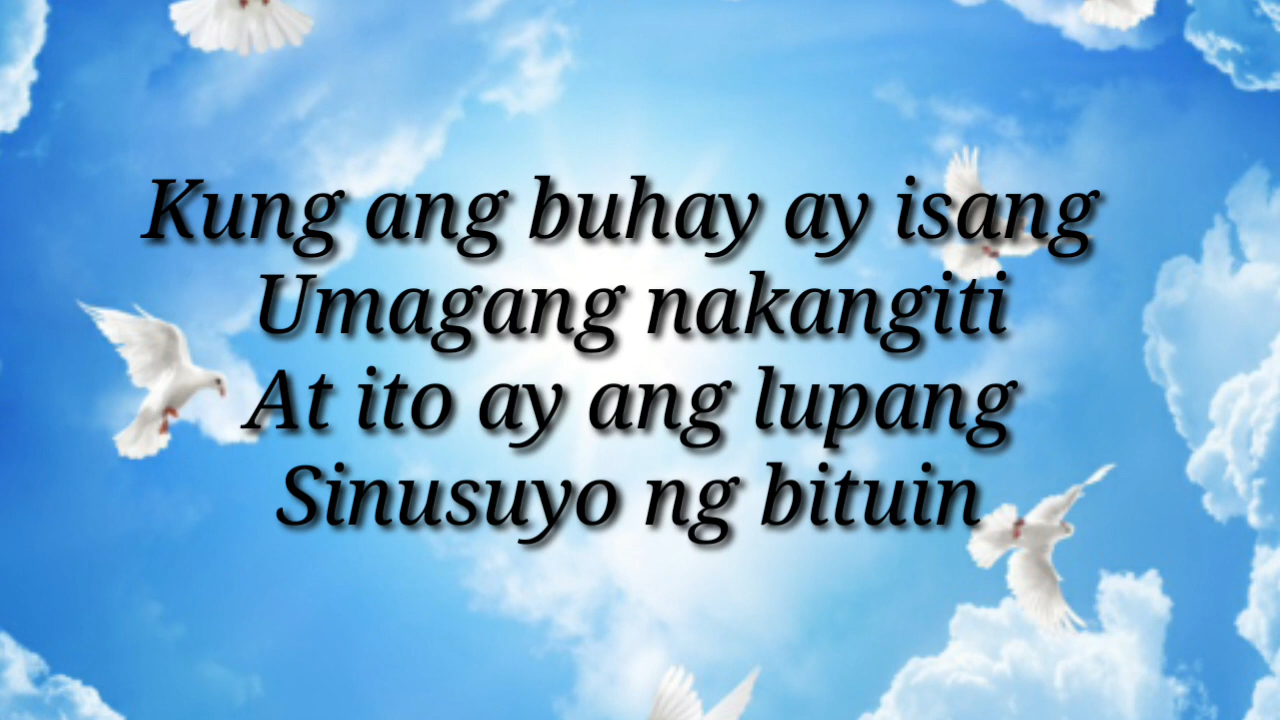 Kung ang buhay ay isang
Umagang nakangiti
At ito ay ang lupang
Sinusuyo ng bituin